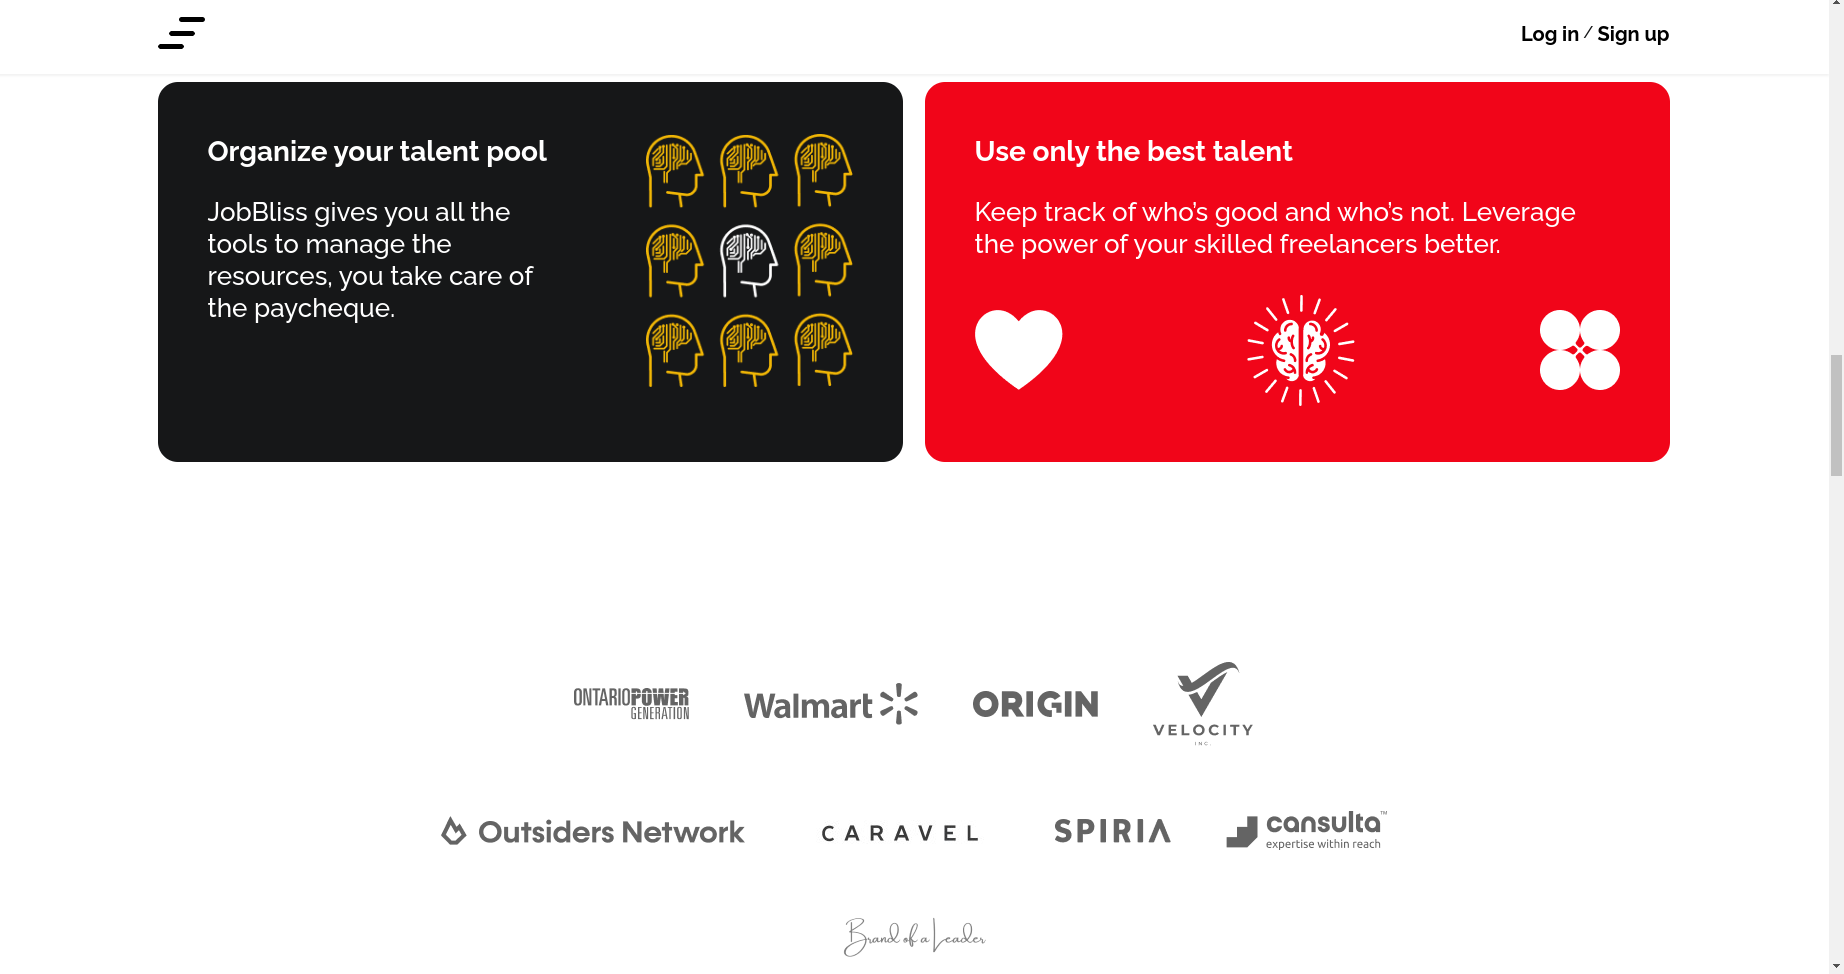 Log in / Sign up
Organize your talent pool
JobBliss gives you all the
tools to manage the
resources, you take care of
the paycheque.
Use only the best talent
Keep track of who’s good and who’s not. Leverage
the power of your skilled freelancers better.
ONTARIOPOWER
GENERATION
Walmart
ORIGIN
VELOCITY
INC.
Outsiders Network
CARAVEL
SPIRIA
cansulta™
expertise within reach
Brand of a Leader